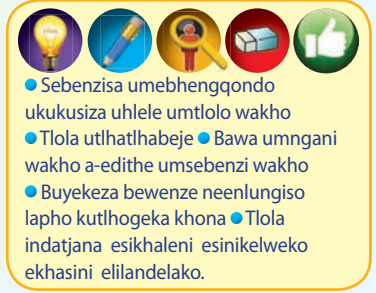 ● Sebenzisa umebhengqondo
ukukusiza uhlele umtlolo wakho
● Tlola utlhatlhabeje ● Bawa umngani
wakho a-edithe umsebenzi wakho
● Buyekeza bewenze neenlungiso
lapho kutlhogeka khona ● Tlola
indatjana esikhaleni esinikelweko
ekhasini elilandelako.